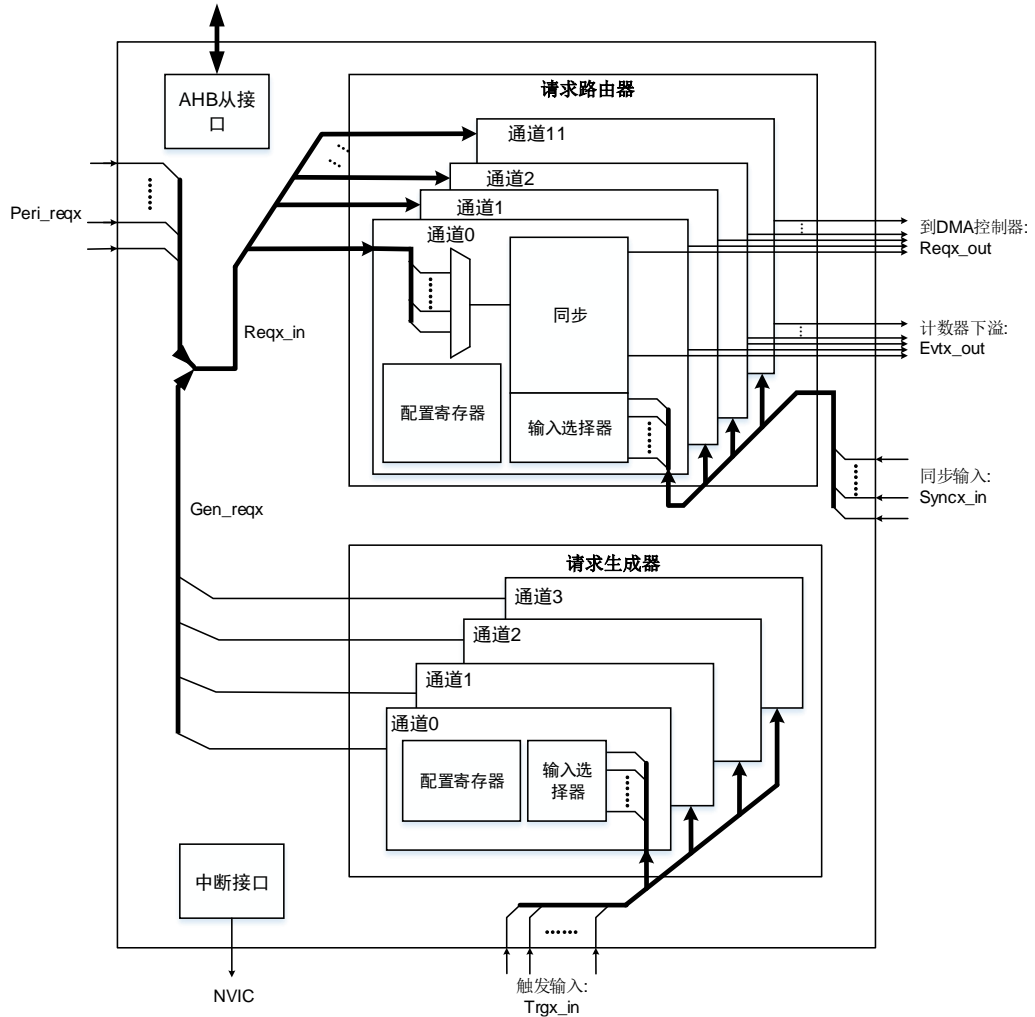 AHB从接
口
请求路由器
通道11
通道2
通道1
通道0
Peri_reqx
到DMA控制器:
Reqx_out
同步
Reqx_in
计数器下溢:
Evtx_out
配置寄存器
输入选择器
同步输入:
Syncx_in
Gen_reqx
请求生成器
通道3
通道2
通道1
通道0
配置寄存器
输入选
择器
中断接口
NVIC
触发输入:
Trgx_in